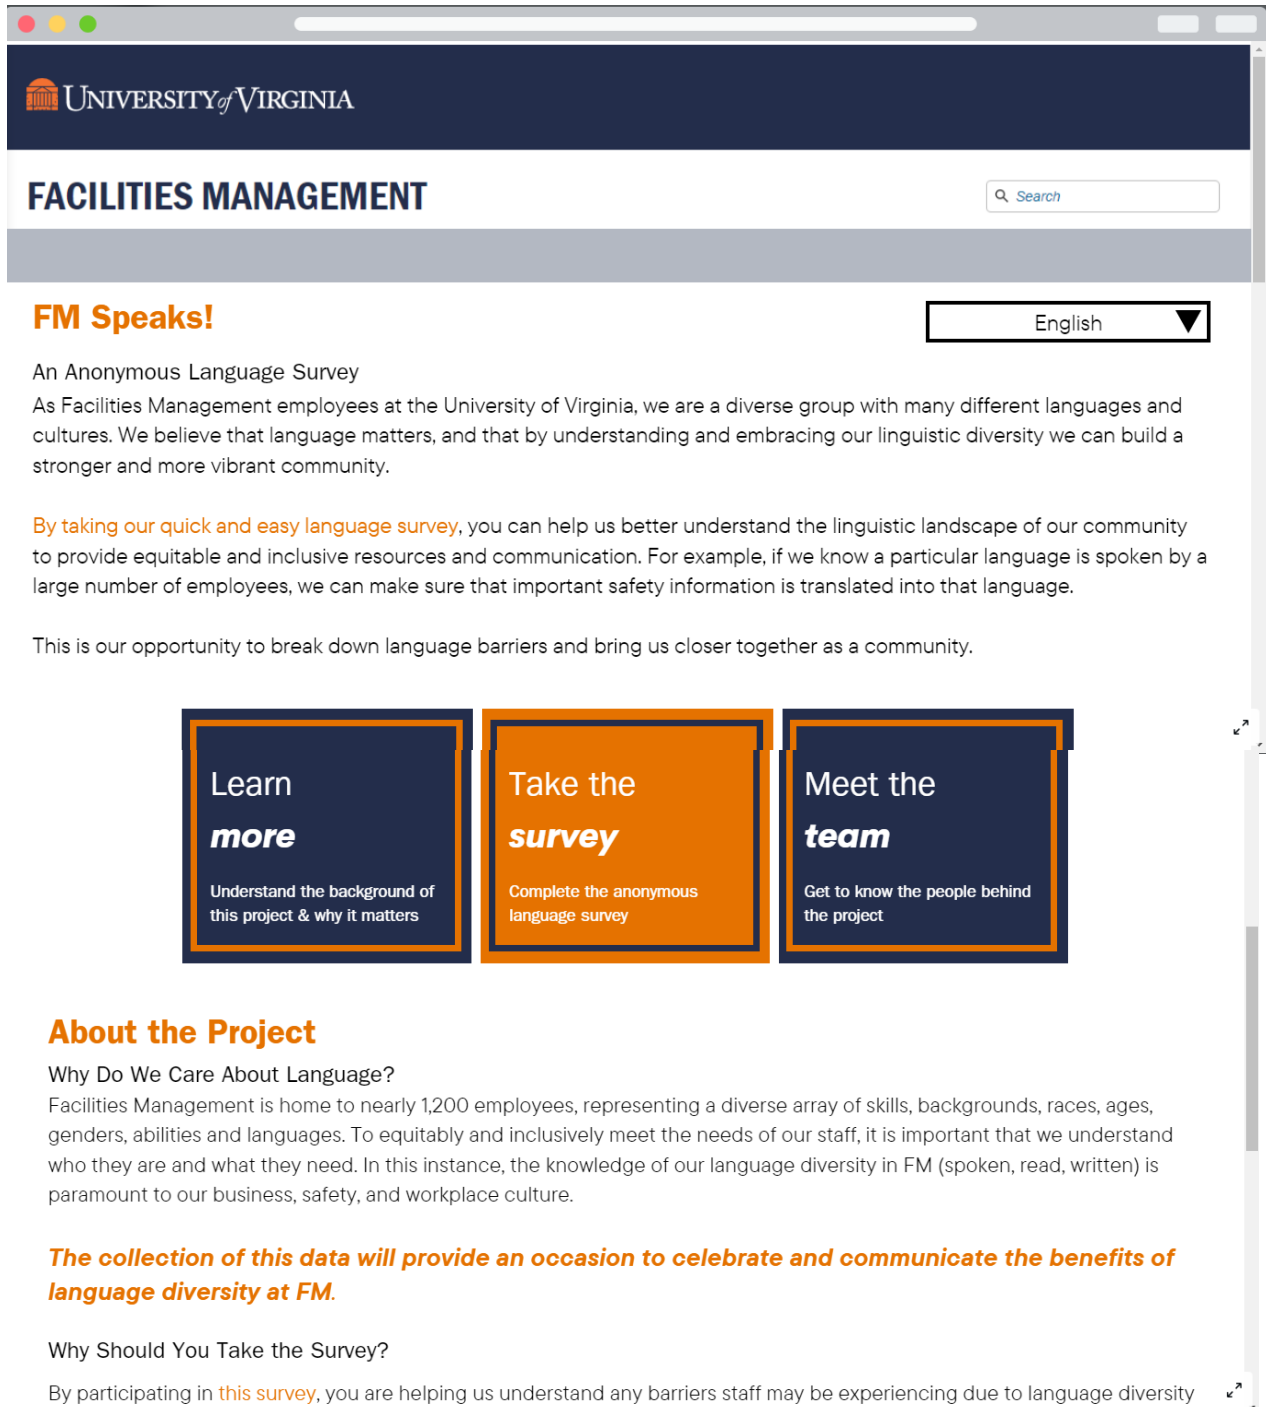 UNIVERSITY of VIRGINIA
FACILITIES MANAGEMENT
Search
FM Speaks!
English
An Anonymous Language Survey
As Facilities Management employees at the University of Virginia, we are a diverse group with many different languages and
cultures. We believe that language matters, and that by understanding and embracing our linguistic diversity we can build a
stronger and more vibrant community.
By taking our quick and easy language survey, you can help us better understand the linguistic landscape of our community
to provide equitable and inclusive resources and communication. For example, if we know a particular language is spoken by a
large number of employees, we can make sure that important safety information is translated into that language.
This is our opportunity to break down language barriers and bring us closer together as a community.
Learn
more
Understand the background of
this project & why it matters
Take the
survey
Complete the anonymous
language survey
Meet the
team
Get to know the people behind
the project
About the Project
Why Do We Care About Language?
Facilities Management is home to nearly 1,200 employees, representing a diverse array of skills, backgrounds, races, ages,
genders, abilities and languages. To equitably and inclusively meet the needs of our staff, it is important that we understand
who they are and what they need. In this instance, the knowledge of our language diversity in FM (spoken, read, written) is
paramount to our business, safety, and workplace culture.
The collection of this data will provide an occasion to celebrate and communicate the benefits of
language diversity at FM.
Why Should You Take the Survey?
By participating in this survey, you are helping us understand any barriers staff may be experiencing due to language diversity